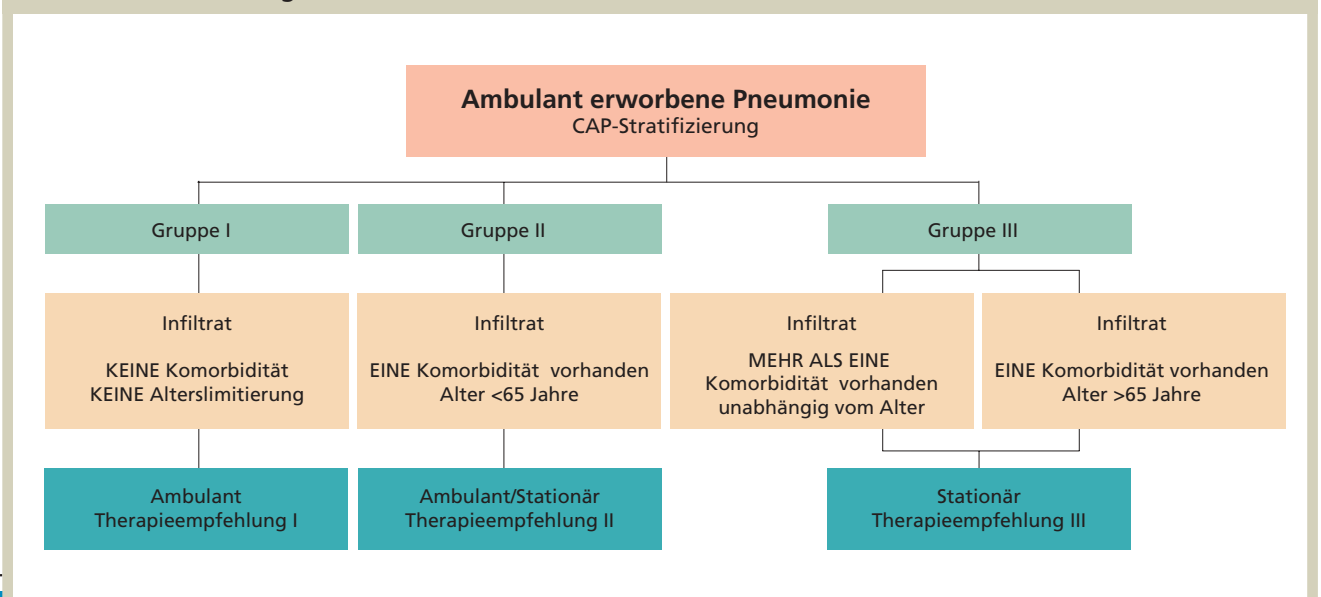 Ambulant erworbene Pneumonie
CAP-Stratifizierung
Gruppe I
Gruppe II
Gruppe III
Infiltrat
KEINE Komorbidität
KEINE Alterslimitierung
Infiltrat
EINE Komorbidität vorhanden
Alter <65 Jahre
Infiltrat
MEHR ALS EINE
Komorbidität vorhanden
unabhängig vom Alter
Infiltrat
EINE Komorbidität vorhanden
Alter >65 Jahre
Ambulant
Therapieempfehlung I
Ambulant/Stationär
Therapieempfehlung II
Stationär
Therapieempfehlung III